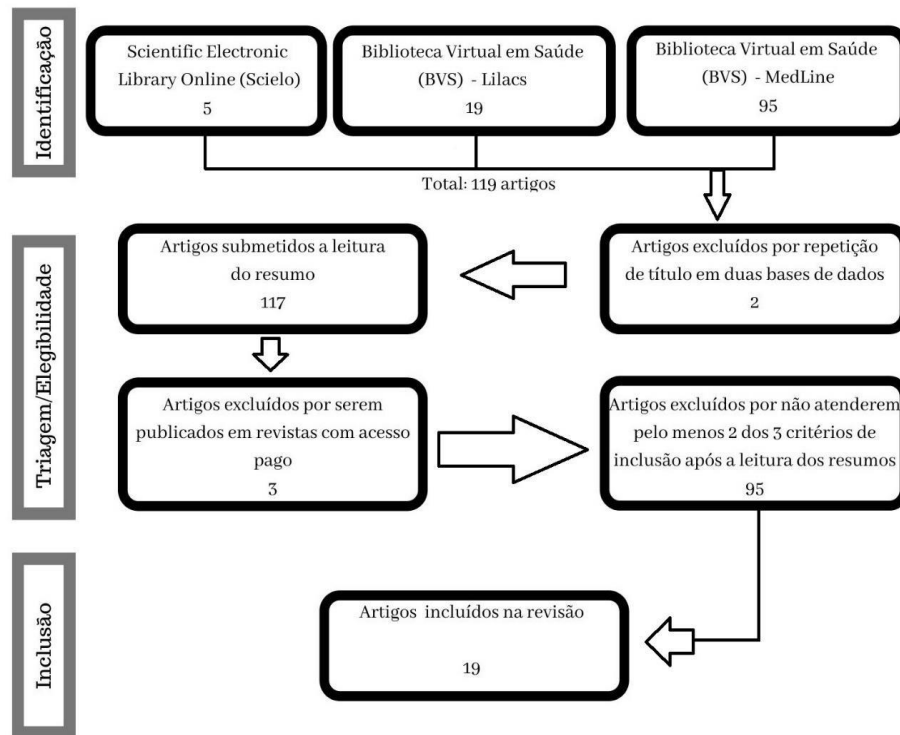 Identificação
Scientific Electronic
Library Online (Scielo)
5
Biblioteca Virtual em Saúde
(BVS) - Lilacs
19
Biblioteca Virtual em Saúde
(BVS) - MedLine
95
Total: 119 artigos
Triagem/Elegibilidade
Artigos submetidos a leitura
do resumo
117
Artigos excluídos por repetição
de título em duas bases de dados
2
Artigos excluídos por serem
publicados em revistas com acesso
pago
3
Artigos excluídos por não atenderem
pelo menos 2 dos 3 critérios de
inclusão após a leitura dos resumos
95
Inclusão
Artigos incluídos na revisão
19